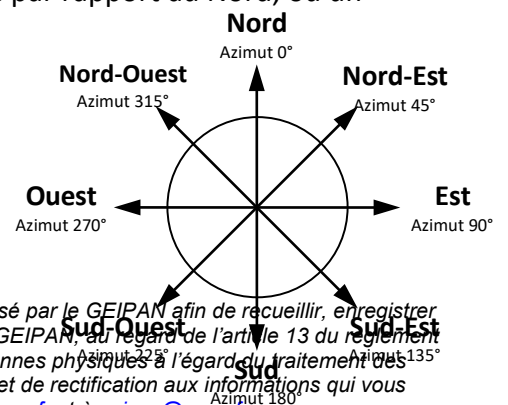 par rapport au Nord, ou un
Nord
Azimut 0°
Nord-Ouest
Azimut 315°
Nord-Est
Azimut 45°
Ouest
Azimut 270°
Est
Azimut 90°
sé par le GEIPAN afin de recueillir, enregistrer
GEIPAN, au regard de l'article 13 du règlement
Sud-Ouest
Azimut 225°
Sud-Est
Azimut 135°
nnes physiques à l'égard du traitement des
et de rectification aux informations qui vous
Sud
Azimut 180°